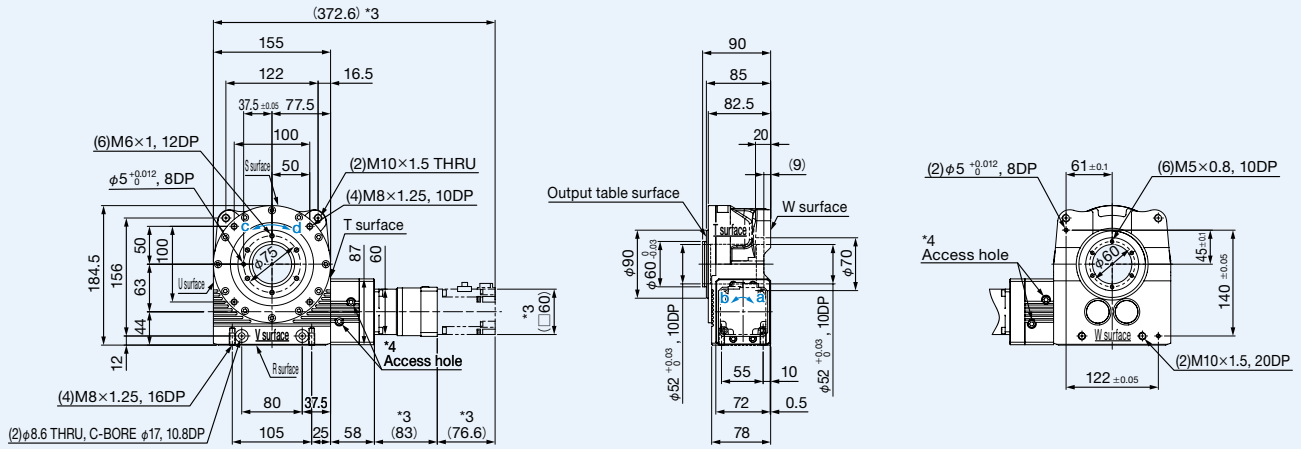 (372.6) *3
155
122
16.5
37.5 ±0.05
77.5
(6)M6×1, 12DP
100
S surface
50
(2)M10×1.5 THRU
φ5 +0.012 0 , 8DP
(4)M8×1.25, 10DP
T surface
c
d
184.5
156
50
100
63
44
12
φ75
U surface
87
60
*3
(□60)
V surface
R surface
*4
Access hole
(4)M8×1.25, 16DP
80
37.5
(2)φ8.6 THRU, C-BORE φ17, 10.8DP
105
25
58
*3
(83)
*3
(76.6)
90
85
82.5
20
(9)
Output table surface
T surface
W surface
φ90
φ60 0 -0.03
φ70
b
a
φ52 +0.03 0 , 10DP
φ52 +0.03 0 , 10DP
55
10
72
0.5
78
(2)φ5 +0.012 0 , 8DP
61 ±0.1
(6)M5×0.8, 10DP
*4
Access hole
φ60
45±0.1
140 ±0.05
W surface
(2)M10×1.5, 20DP
122 ±0.05